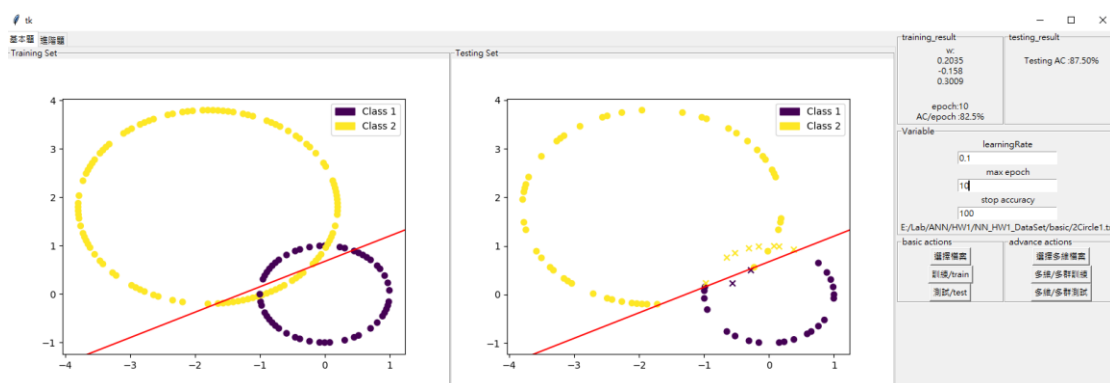 tk
基本題 進階題
Training Set
Testing Set
Class 1
Class 2
4
3
2
1
0
−1
−4 −3 −2 −1 0 1
Class 1
Class 2
4
3
2
1
0
−1
−4 −3 −2 −1 0 1
training_result
w:
0.2035
-0.158
0.3009
epoch:10
AC/epoch :82.5%
testing_result
Testing AC :87.50%
Variable
learningRate
0.1
max epoch
10
stop accuracy
100
E:/Lab/ANN/HW1/NN_HW1_DataSet/basic/2Circle1.t
basic actions
選擇檔案
訓練/train
測試/test
advance actions
選擇多維檔案
多維/多群訓練
多維/多群測試